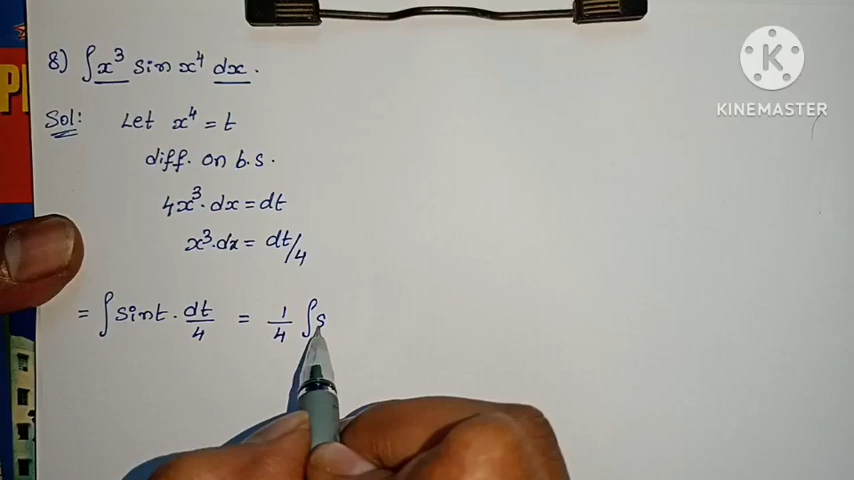 8) ∫x³ sin x⁴ dx.
Sol: Let x⁴ = t
diff. on b.s.
4x³. dx = dt
x³.dx = dt/4
= ∫sint . dt/4 = 1/4 ∫s
K
KINEMASTER